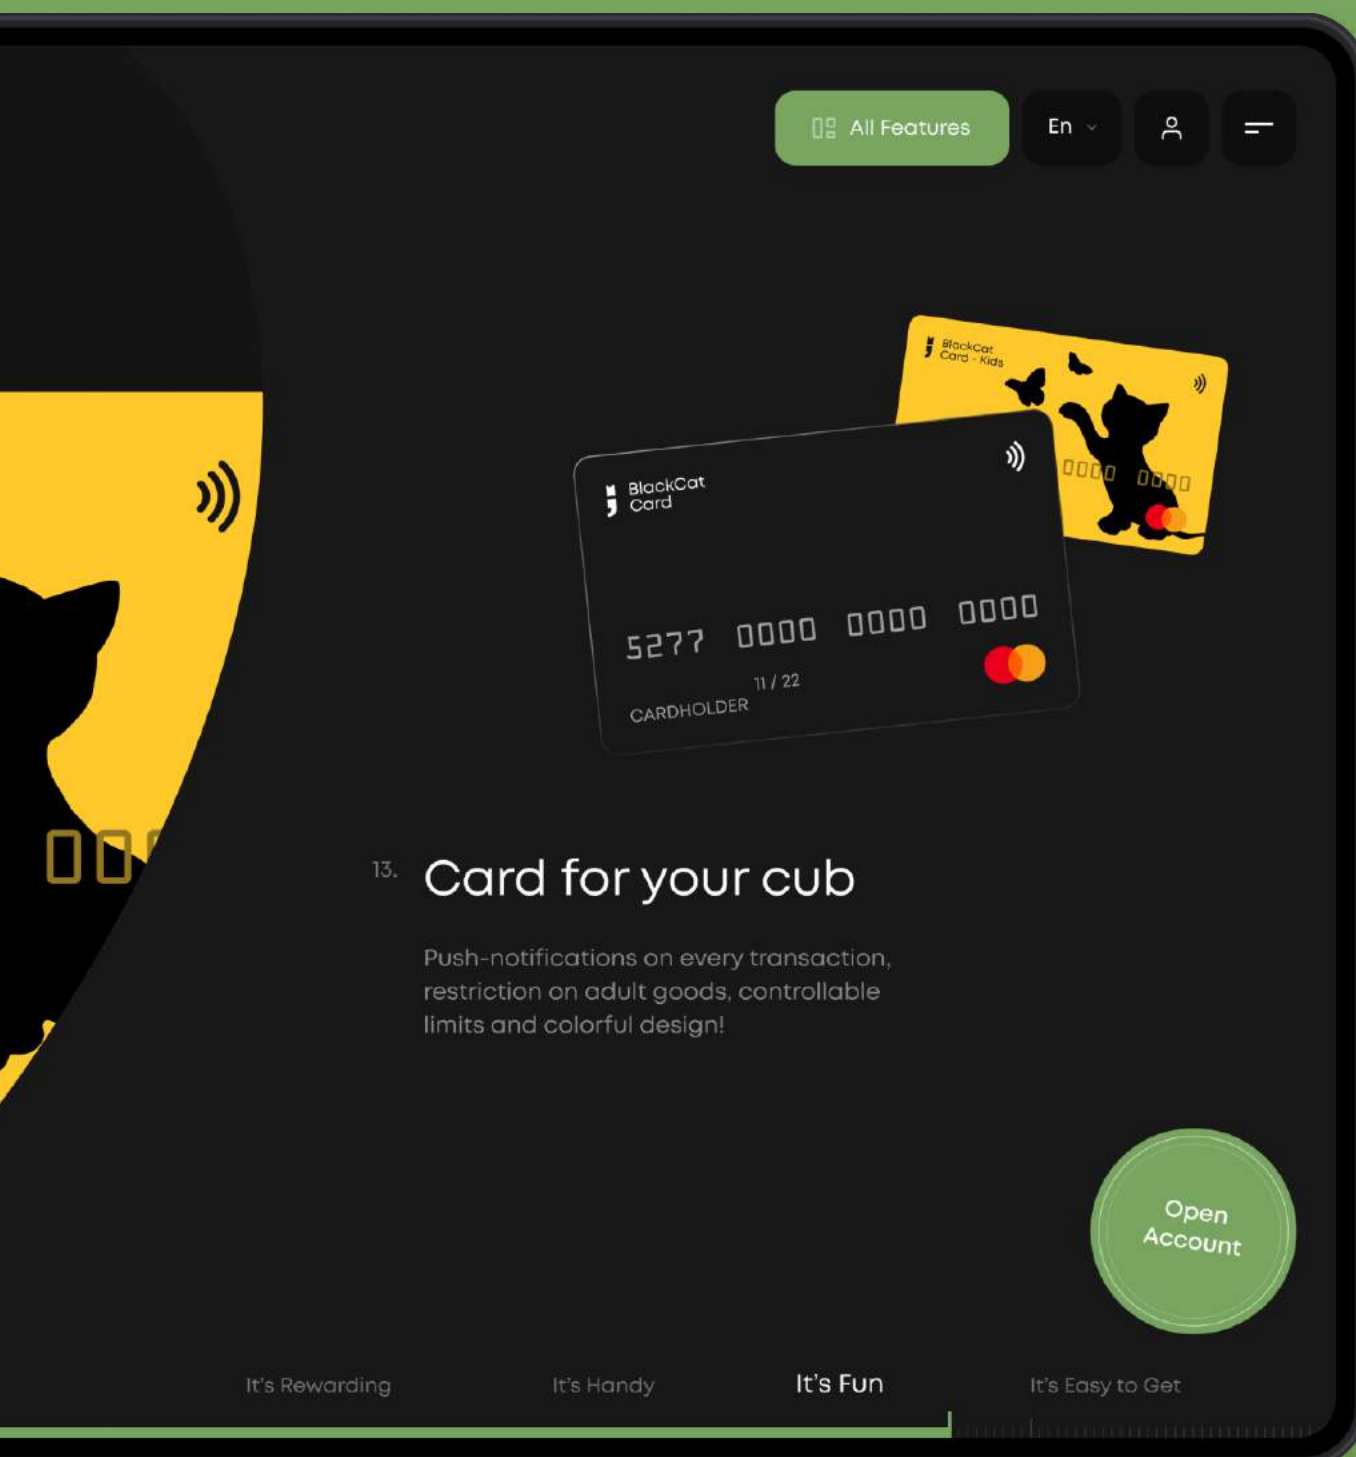 All Features
En
BlackCat
Card - Kids
0000 0000
BlackCat
Card
5277 0000 0000 0000
11 / 22
CARDHOLDER
00
13. Card for your cub
Push-notifications on every transaction,
restriction on adult goods, controllable
limits and colorful design!
Open
Account
It's Rewarding
It's Handy
It's Fun
It's Easy to Get